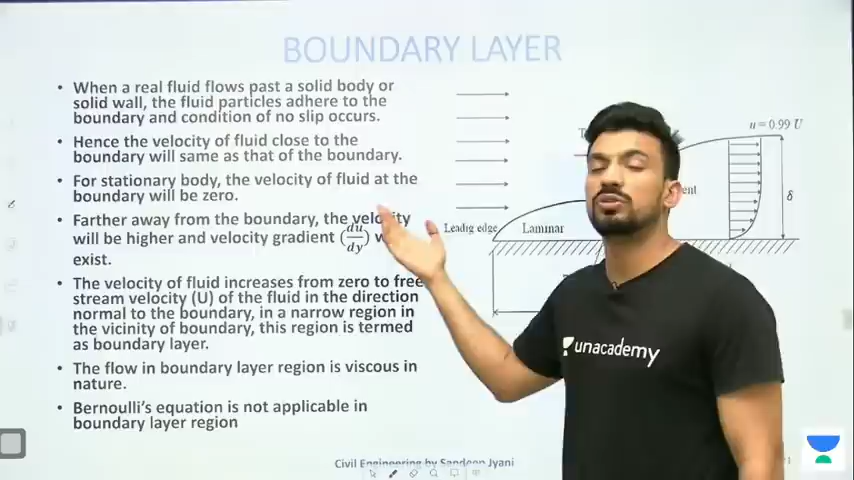 BOUNDARY LAYER
• When a real fluid flows past a solid body or
solid wall, the fluid particles adhere to the
boundary and condition of no slip occurs.
• Hence the velocity of fluid close to the
boundary will same as that of the boundary.
• For stationary body, the velocity of fluid at the
boundary will be zero.
• Farther away from the boundary, the velocity
will be higher and velocity gradient (du/dy)
exist.
• The velocity of fluid increases from zero to free
stream velocity (U) of the fluid in the direction
normal to the boundary, in a narrow region in
the vicinity of boundary, this region is termed
as boundary layer.
• The flow in boundary layer region is viscous in
nature.
• Bernoulli's equation is not applicable in
boundary layer region
u = 0.99 U
δ
Leadig edge
Laminar
unacademy
Civil Engineering by Sandeep Jyani